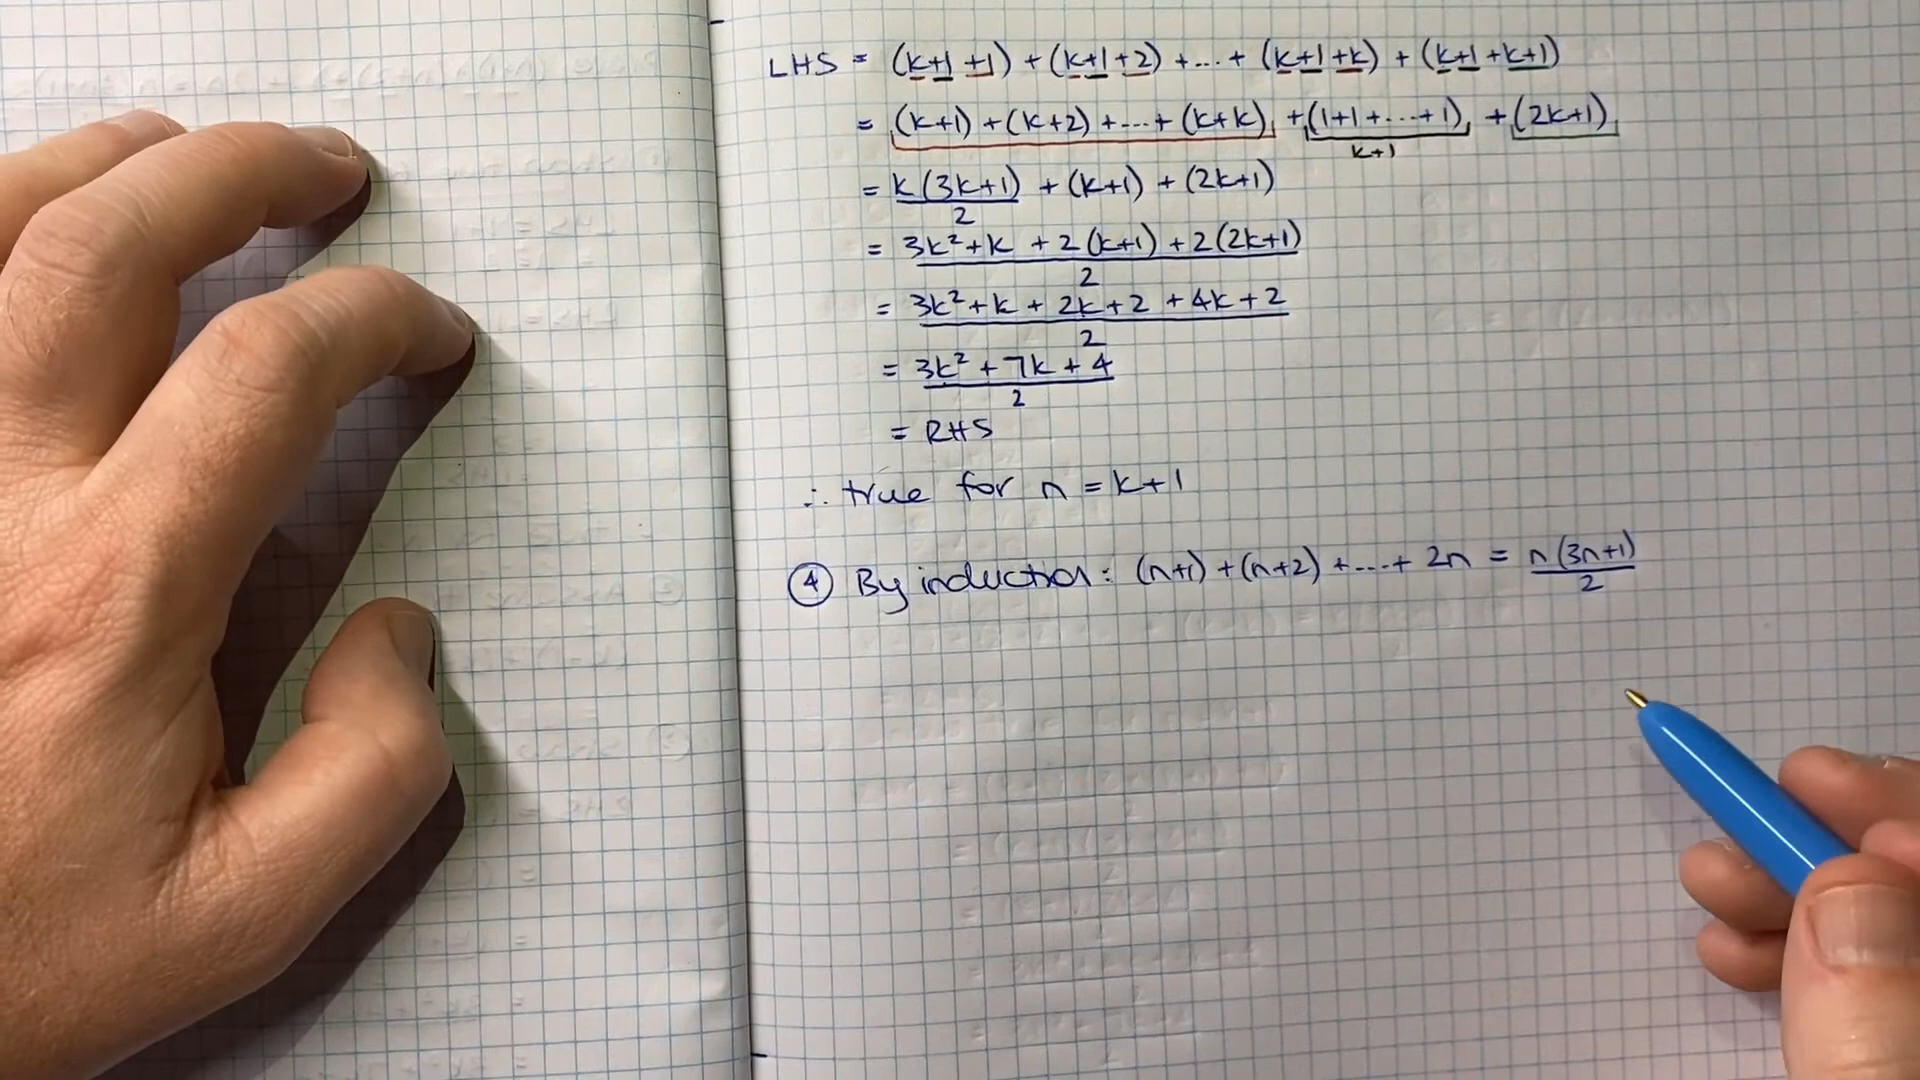 LHS = (k+1+1) + (k+1+2) + ... + (k+1+k) + (k+1+k+1)
= (k+1) + (k+2) + ... + (k+k) + (1+1+...+1) + (2k+1)
k+1
= k(3k+1)/2 + (k+1) + (2k+1)
= (3k²+k + 2(k+1) + 2(2k+1))/2
= (3k²+k + 2k+2 + 4k+2)/2
= (3k² + 7k + 4)/2
= RHS
∴ true for n = k+1
④ By induction: (n+1) + (n+2) + ... + 2n = n(3n+1)/2